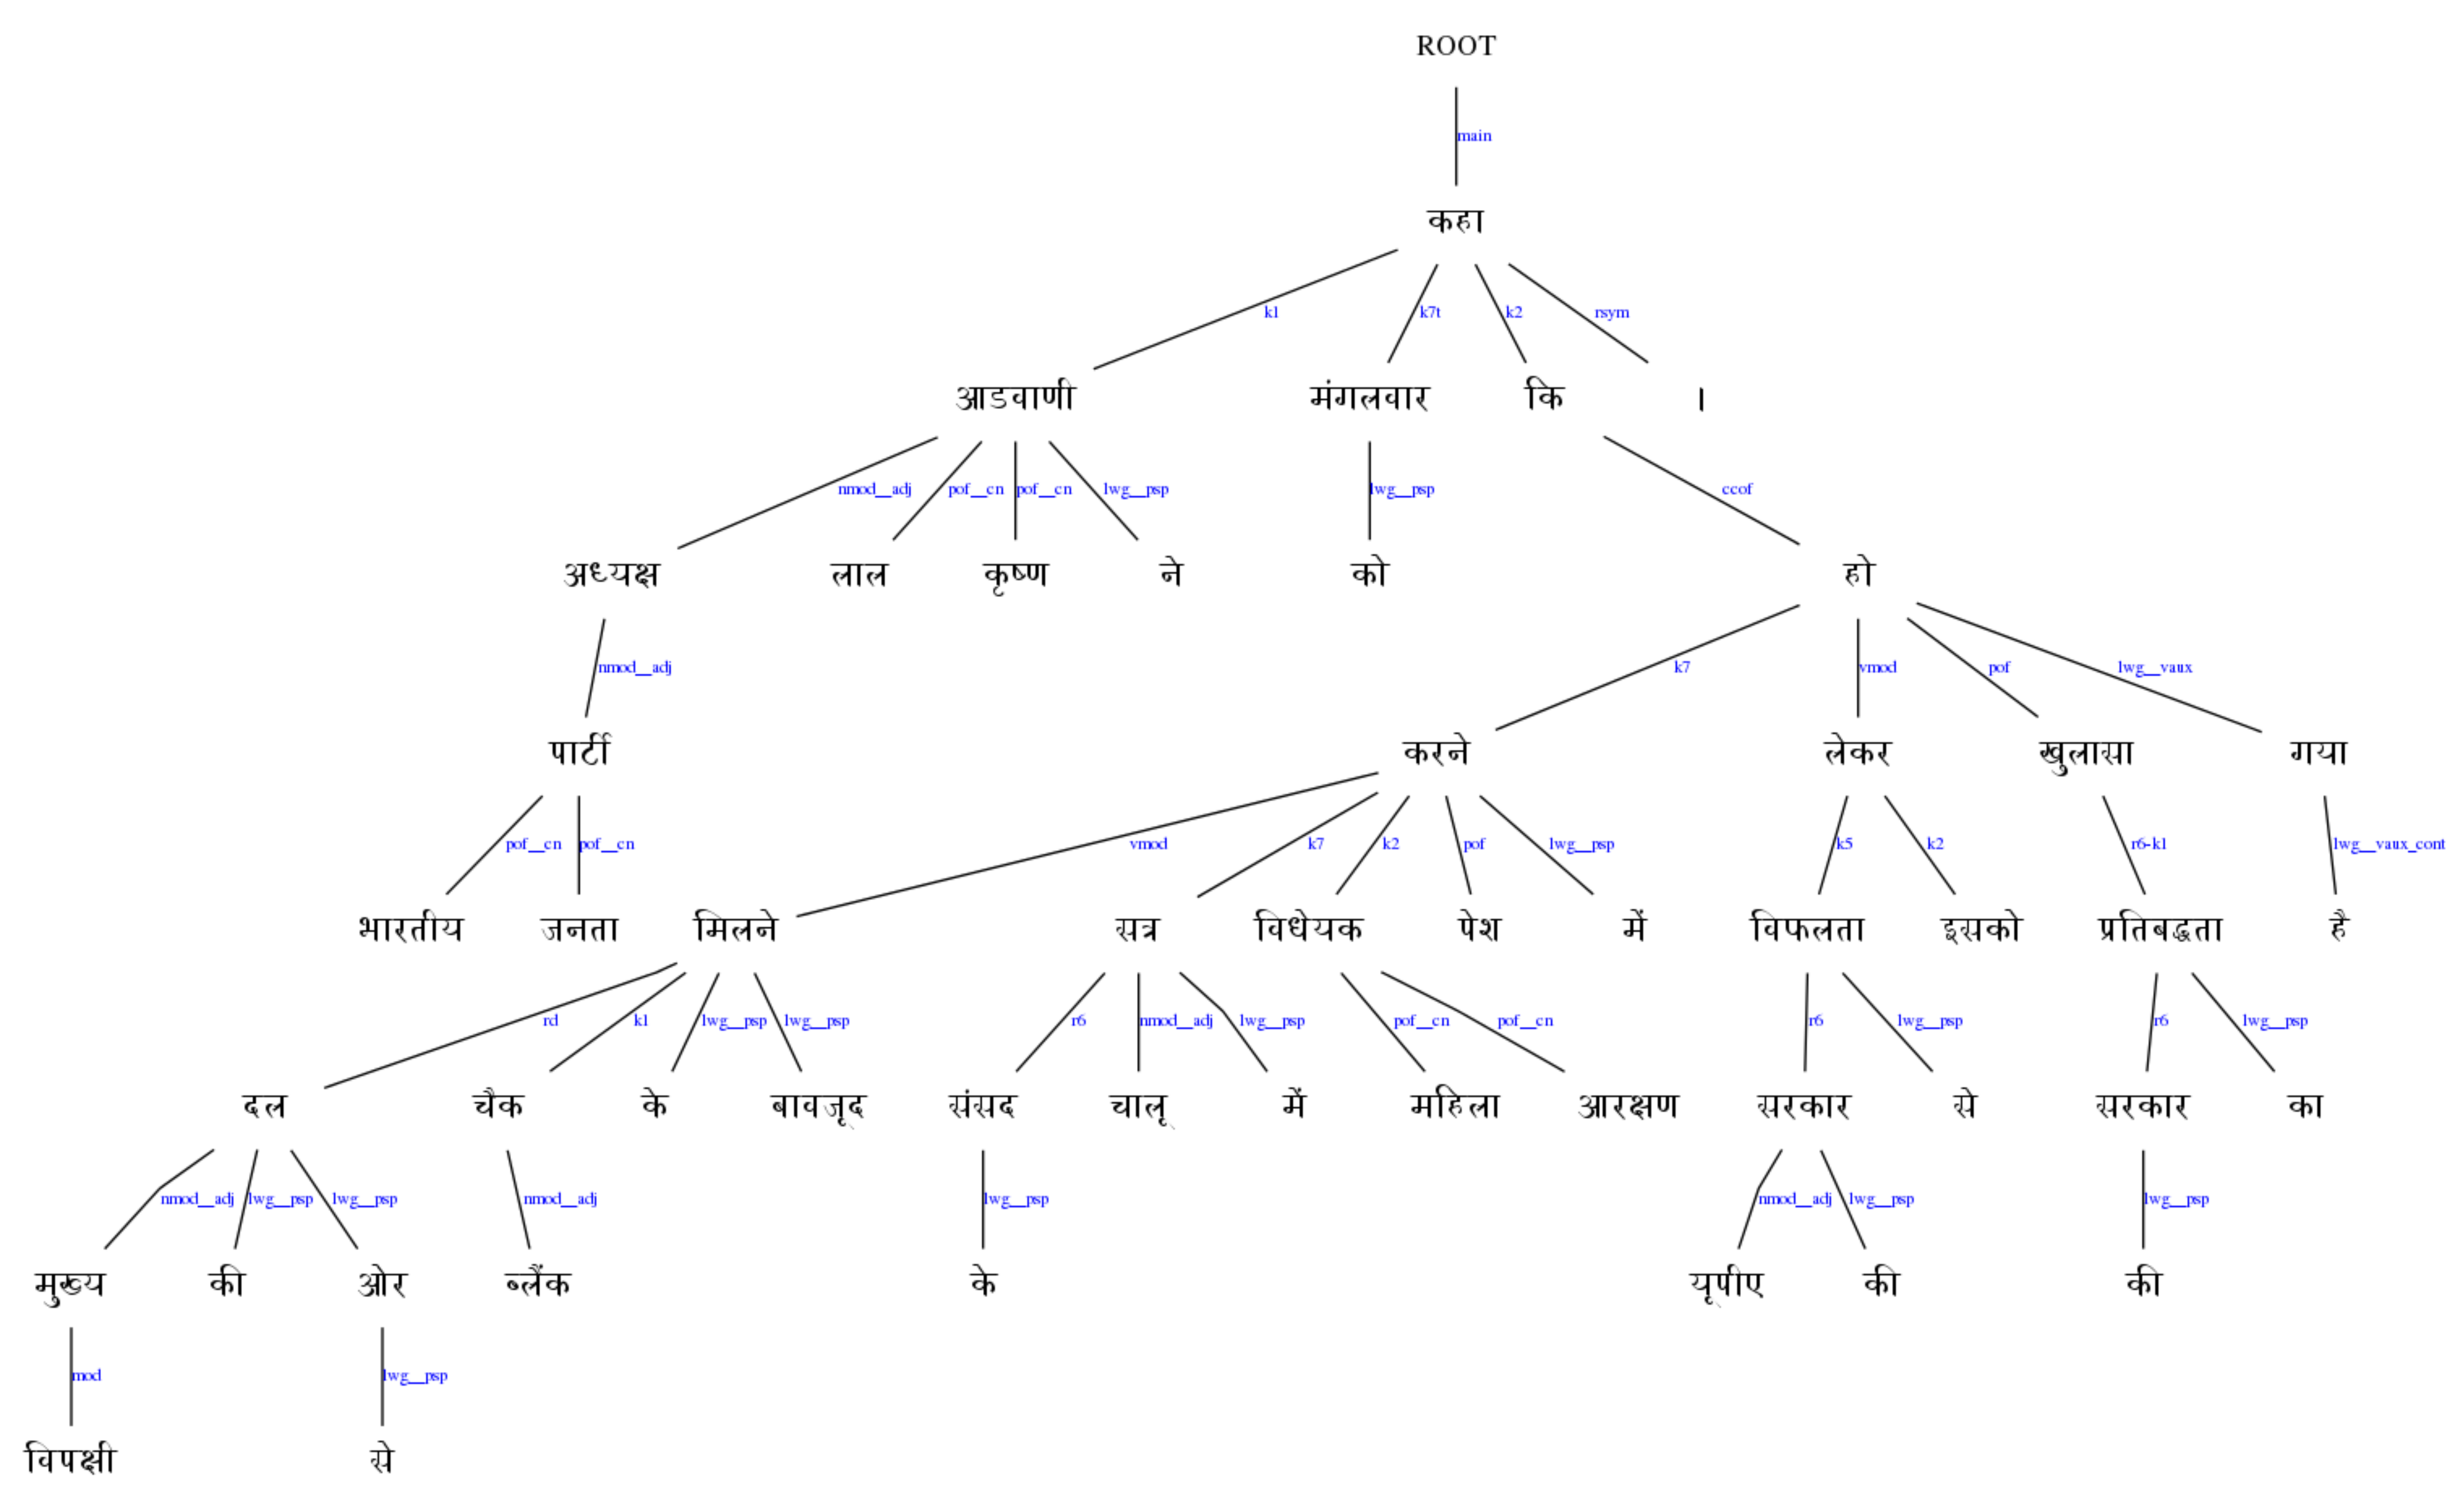 ROOT
main
कहा
k1 k7t k2 rsym
आडवाणी मंगलवार कि ।
nmod__adj pof__cn pof__cn lwg__psp lwg__psp ccof
अध्यक्ष लाल कृष्ण ने को हो
nmod__adj k7 vmod pof lwg__vaux
पार्टी करने लेकर खुलासा गया
pof__cn pof__cn vmod k7 k2 pof lwg__psp k5 k2 r6-k1 lwg__vaux_cont
भारतीय जनता मिलने सत्र विधेयक पेश में विफलता इसको प्रतिबद्धता है
rd k1 lwg__psp lwg__psp r6 nmod__adj lwg__psp pof__cn pof__cn r6 lwg__psp r6 lwg__psp
दल चैक के बावजूद संसद चालू में महिला आरक्षण सरकार से सरकार का
nmod__adj lwg__psp lwg__psp nmod__adj lwg__psp nmod__adj lwg__psp lwg__psp
मुख्य की ओर ब्लैंक के यूपीए की की
mod lwg__psp
विपक्षी से